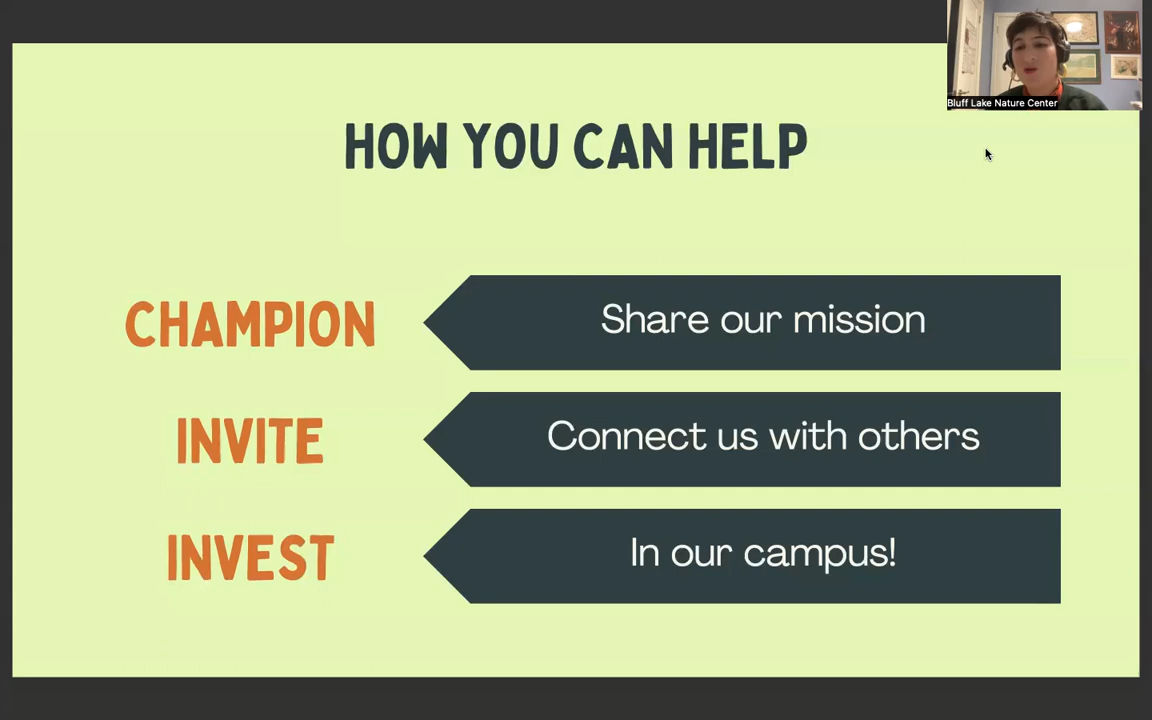 Bluff Lake Nature Center
HOW YOU CAN HELP
CHAMPION
Share our mission
INVITE
Connect us with others
INVEST
In our campus!